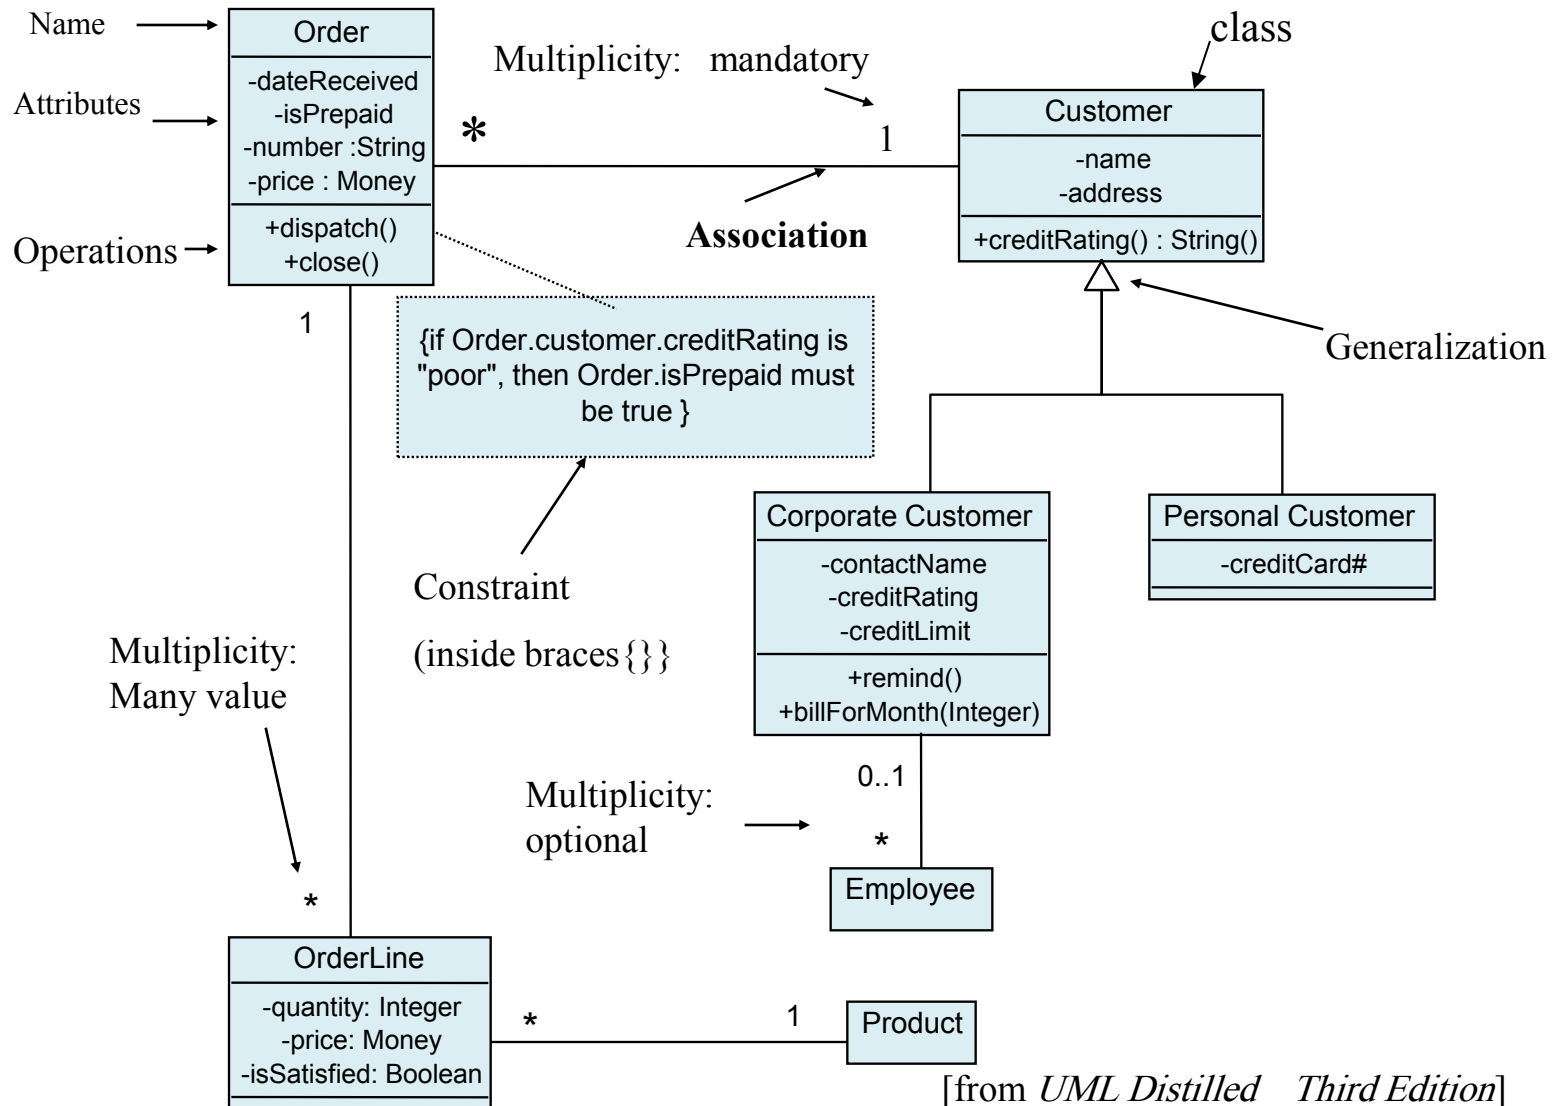 Name
Order
Attributes
-dateReceived
-isPrepaid
-number :String
-price : Money
Operations
+dispatch()
+close()
Multiplicity: mandatory
*
1
Association
class
Customer
-name
-address
+creditRating() : String()
Generalization
1
{if Order.customer.creditRating is
"poor", then Order.isPrepaid must
be true }
Constraint
(inside braces{}}
Corporate Customer
-contactName
-creditRating
-creditLimit
+remind()
+billForMonth(Integer)
Personal Customer
-creditCard#
Multiplicity:
Many value
*
Multiplicity:
optional
0..1
*
Employee
OrderLine
-quantity: Integer
-price: Money
-isSatisfied: Boolean
*
1
Product
[from UML Distilled Third Edition]